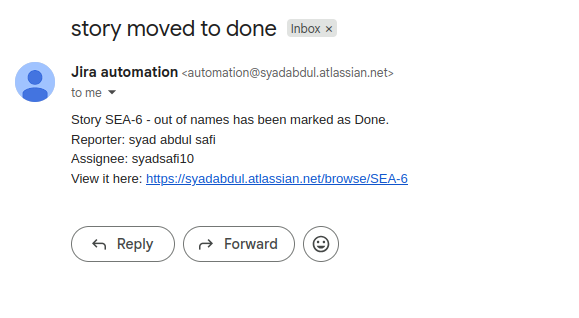 story moved to done Inbox ×
Jira automation <automation@syadabdul.atlassian.net>
to me
Story SEA-6 - out of names has been marked as Done.
Reporter: syad abdul safi
Assignee: syadsafi10
View it here: https://syadabdul.atlassian.net/browse/SEA-6
Reply Forward